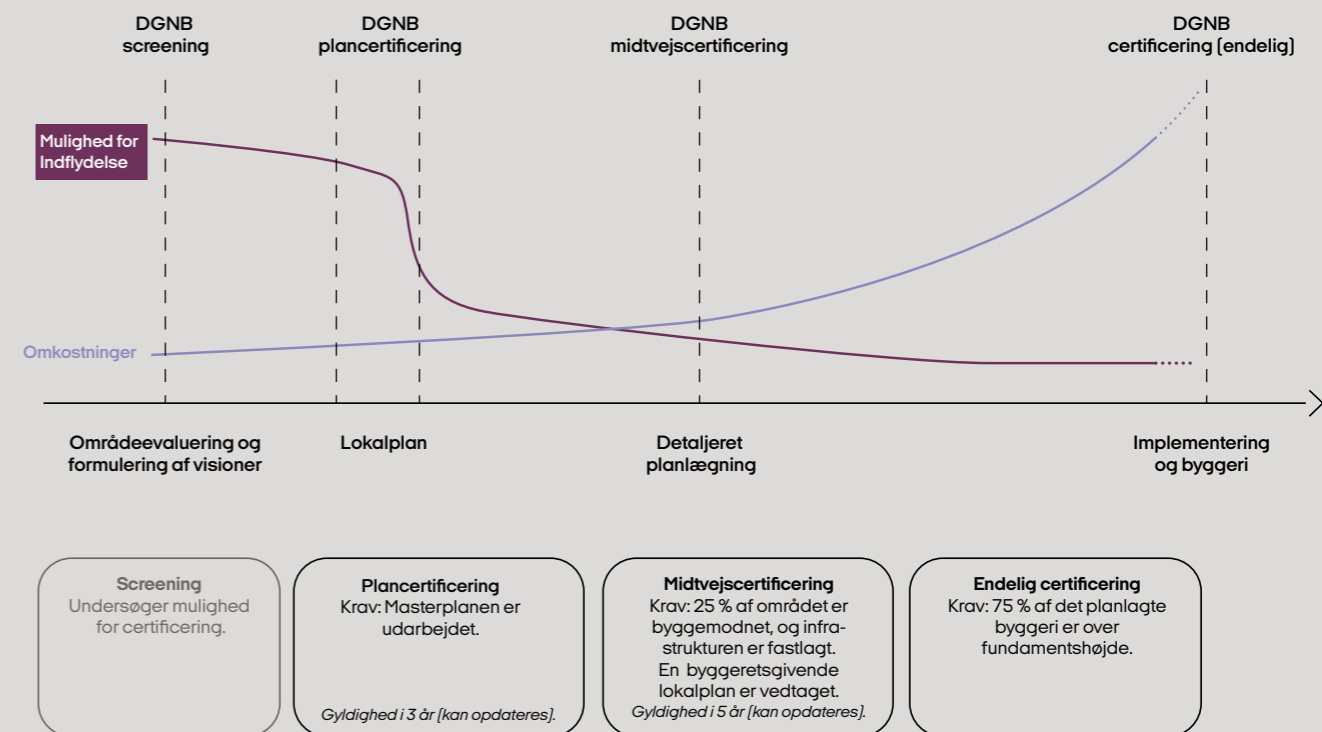 DGNB
screening
DGNB
plancertificering
DGNB
midtvejscertificering
DGNB
certificering (endelig)
Mulighed for
Indflydelse
Omkostninger
Områdeevaluering og
formulering af visioner
Lokalplan
Detaljeret
planlægning
Implementering
og byggeri
Screening
Undersøger mulighed
for certificering.
Plancertificering
Krav: Masterplanen er
udarbejdet.
Gyldighed i 3 år (kan opdateres).
Midtvejscertificering
Krav: 25 % af området er
byggemodnet, og infra-
strukturen er fastlagt.
En byggeretsgivende
lokalplan er vedtaget.
Gyldighed i 5 år (kan opdateres).
Endelig certificering
Krav: 75 % af det planlagte
byggeri er over
fundamentshøjde.